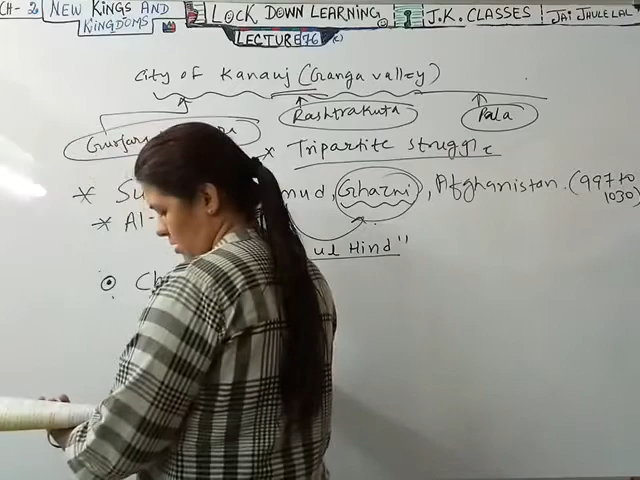 CH- 2 NEW KINGS AND KINGDOMS LOCK DOWN LEARNING J.K. CLASSES JAI JHULELAL
LECTURE 76
City of Kanauj (Ganga valley)
Rashtrakuta Pala
* Tripartite struggle
* mud, Ghazni, Afghanistan. (997 to 1030)
* Al
ul Hind"